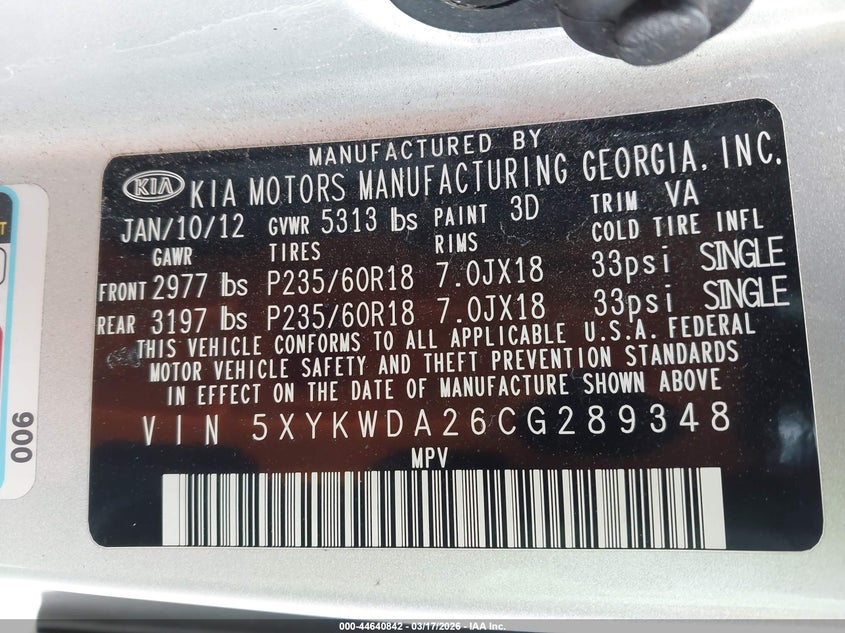 MANUFACTURED BY
KIA KIA MOTORS MANUFACTURING GEORGIA, INC.
JAN/10/12 GVWR 5313 lbs PAINT 3D TRIM VA
GAWR TIRES RIMS COLD TIRE INFL
FRONT 2977 lbs P235/60R18 7.0JX18 33psi SINGLE
REAR 3197 lbs P235/60R18 7.0JX18 33psi SINGLE
THIS VEHICLE CONFORMS TO ALL APPLICABLE U.S.A. FEDERAL
MOTOR VEHICLE SAFETY AND THEFT PREVENTION STANDARDS
IN EFFECT ON THE DATE OF MANUFACTURE SHOWN ABOVE
VIN 5XYKWDA26CG289348
MPV
006
000-44640842 - 03/17/2026 - IAA Inc.